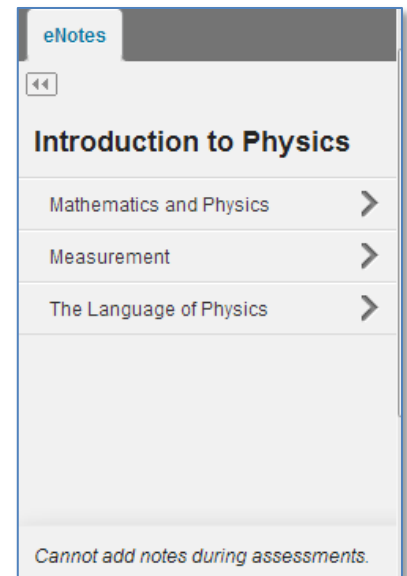 eNotes
Introduction to Physics
Mathematics and Physics
Measurement
The Language of Physics
Cannot add notes during assessments.